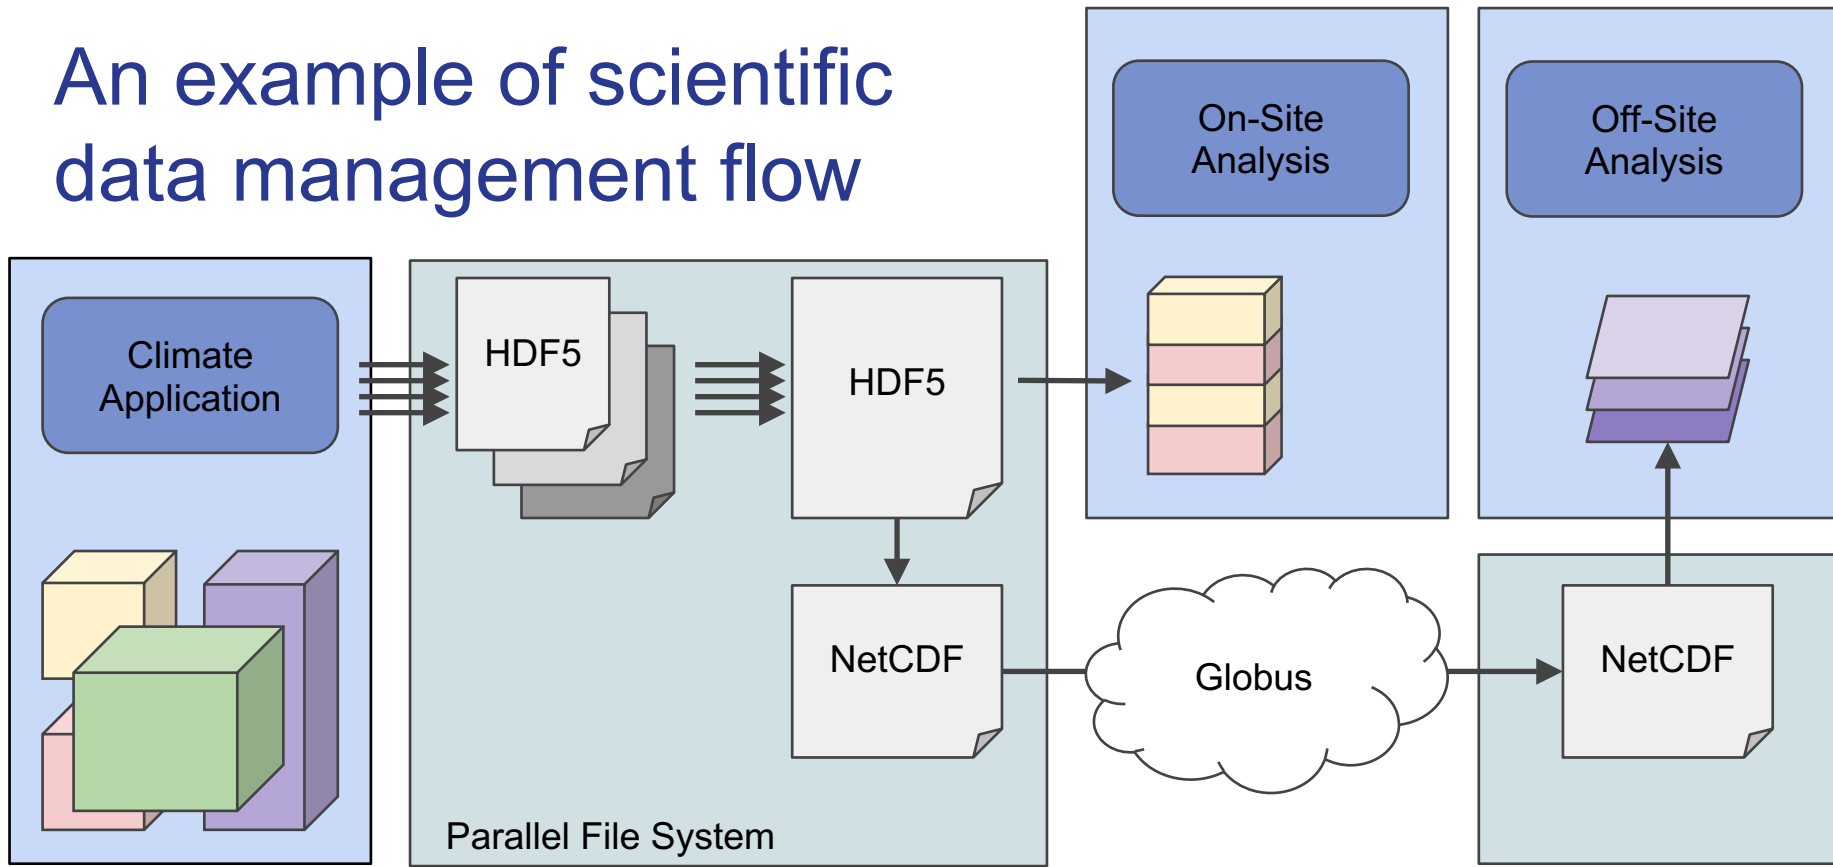 An example of scientific
data management flow
Climate
Application
HDF5
HDF5
NetCDF
Parallel File System
On-Site
Analysis
Globus
Off-Site
Analysis
NetCDF